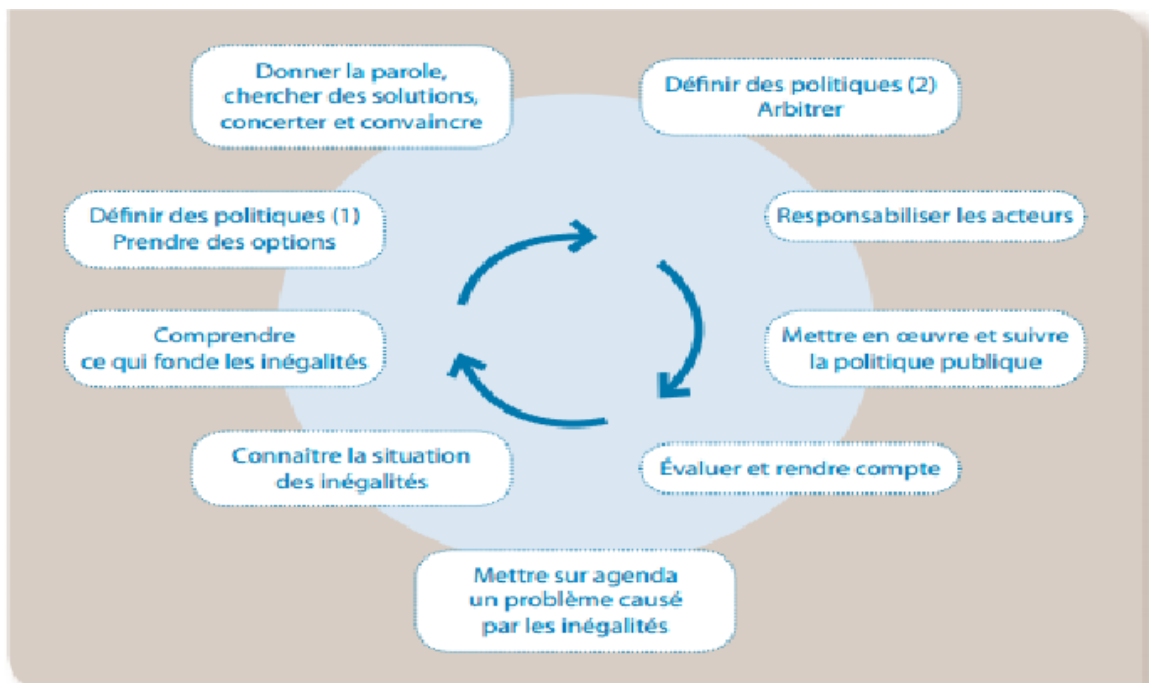 Donner la parole,
chercher des solutions,
concerter et convaincre
Définir des politiques (2)
Arbitrer
Définir des politiques (1)
Prendre des options
Responsabiliser les acteurs
Comprendre
ce qui fonde les inégalités
Mettre en œuvre et suivre
la politique publique
Connaître la situation
des inégalités
Évaluer et rendre compte
Mettre sur agenda
un problème causé
par les inégalités